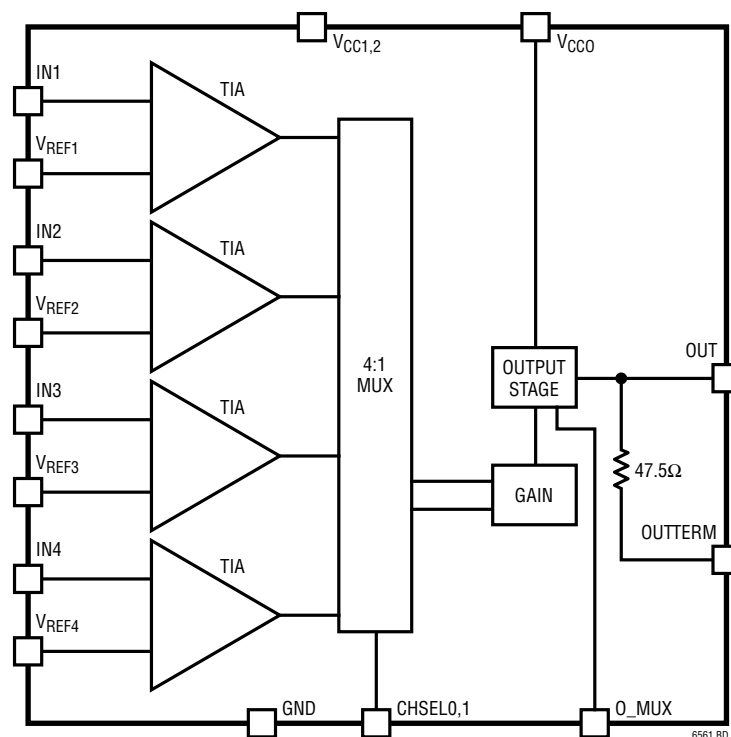 VCC1,2
VCCO
IN1
TIA
VREF1
IN2
TIA
VREF2
4:1
MUX
OUTPUT
STAGE
OUT
IN3
TIA
VREF3
47.5Ω
GAIN
OUTTERM
IN4
TIA
VREF4
GND
CHSEL0,1
O_MUX
6561 BD